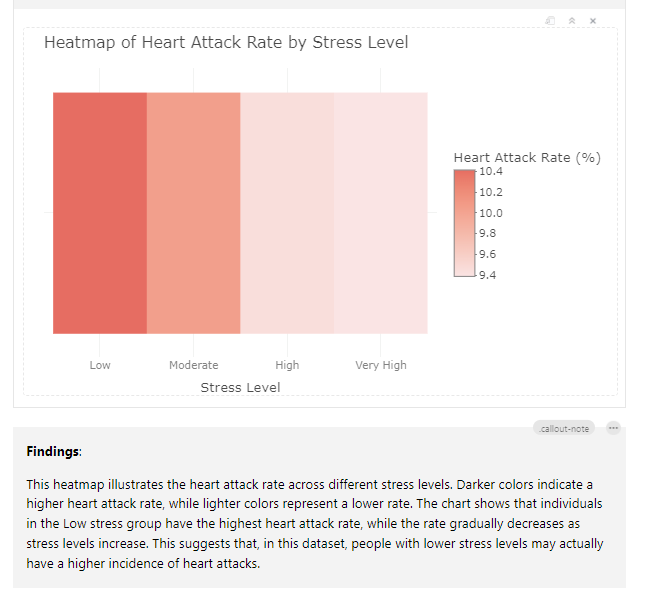 Heatmap of Heart Attack Rate by Stress Level
Heart Attack Rate (%)
10.4
10.2
10.0
9.8
9.6
9.4
Low Moderate High Very High
Stress Level
.callout-note
Findings:
This heatmap illustrates the heart attack rate across different stress levels. Darker colors indicate a
higher heart attack rate, while lighter colors represent a lower rate. The chart shows that individuals
in the Low stress group have the highest heart attack rate, while the rate gradually decreases as
stress levels increase. This suggests that, in this dataset, people with lower stress levels may actually
have a higher incidence of heart attacks.